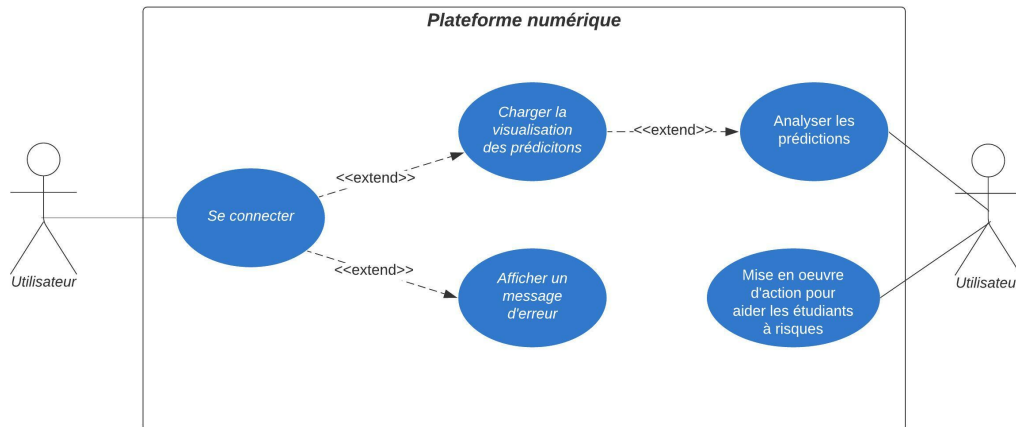 Plateforme numérique
Charger la
visualisation
des prédicitons
<<extend>>
Analyser les
prédictions
<<extend>>
Se connecter
Utilisateur
<<extend>>
Afficher un
message
d'erreur
Mise en oeuvre
d'action pour
aider les étudiants
à risques
Utilisateur